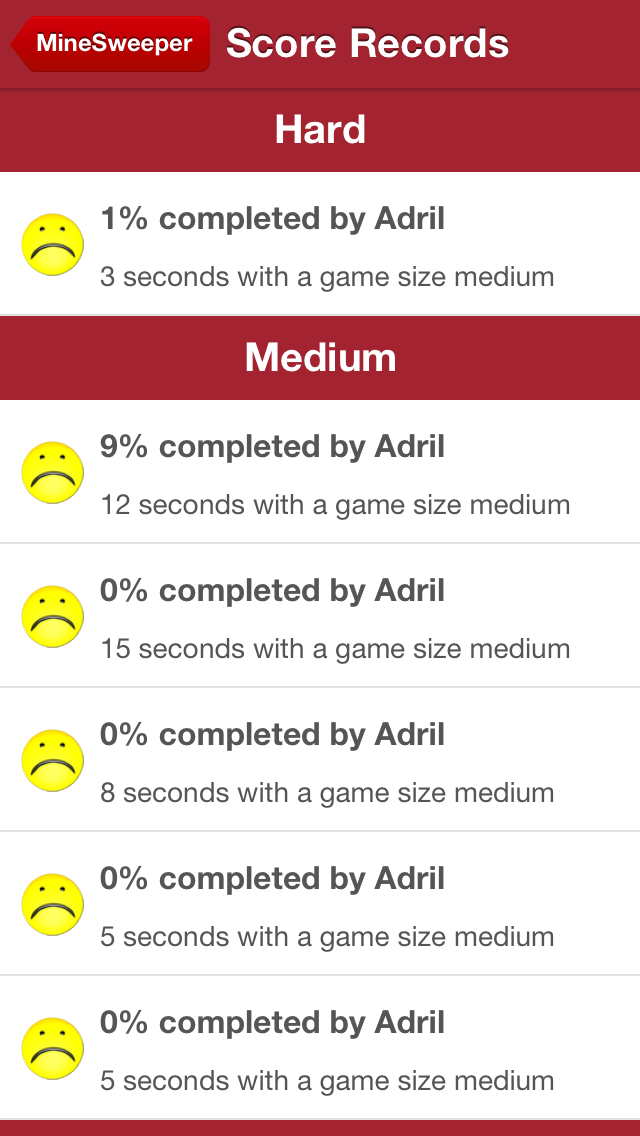 MineSweeper
Score Records
Hard
1% completed by Adril
3 seconds with a game size medium
Medium
9% completed by Adril
12 seconds with a game size medium
0% completed by Adril
15 seconds with a game size medium
0% completed by Adril
8 seconds with a game size medium
0% completed by Adril
5 seconds with a game size medium
0% completed by Adril
5 seconds with a game size medium